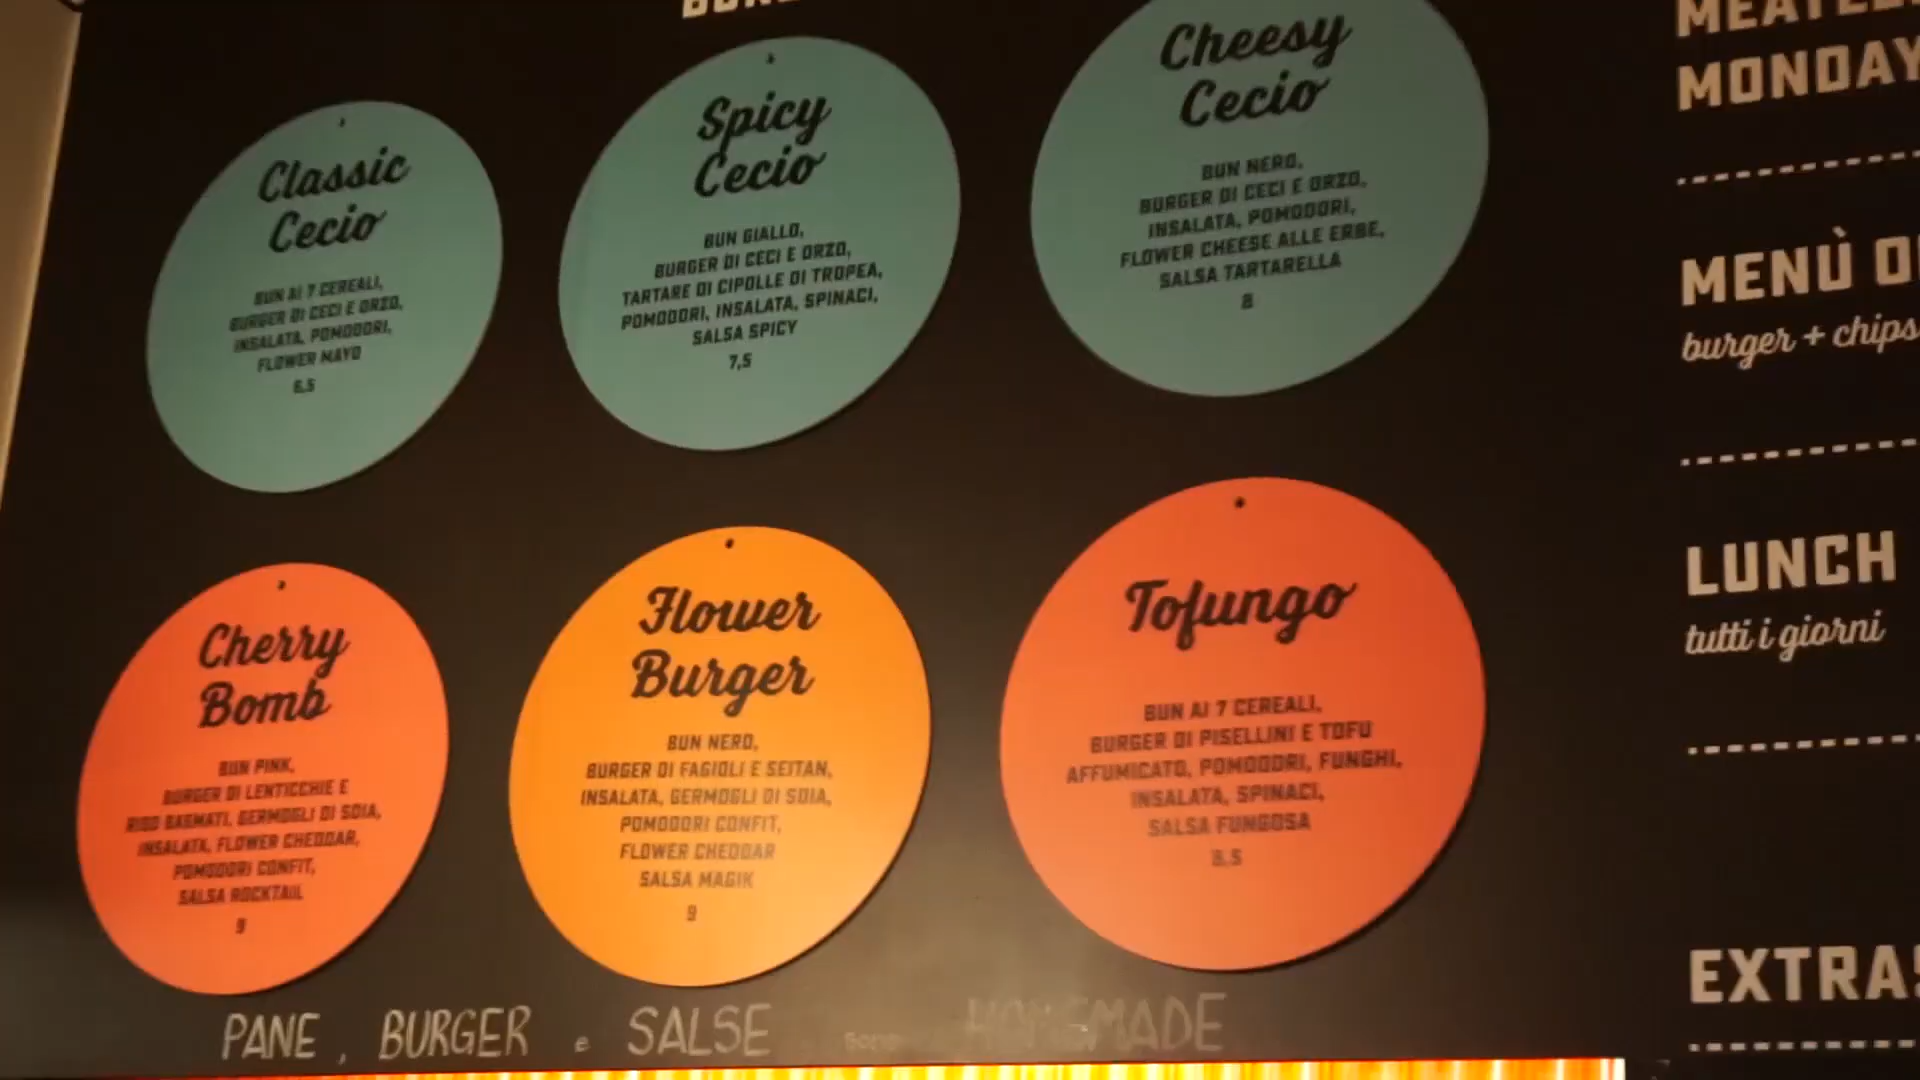 Classic
Cecio
BUN AI 7 CEREALI,
BURGER DI CECI E ORZO,
INSALATA, POMODORI,
FLOWER MAYO
6,5
Spicy
Cecio
BUN GIALLO,
BURGER DI CECI E ORZO,
TARTARE DI CIPOLLE DI TROPEA,
POMODORI, INSALATA, SPINACI,
SALSA SPICY
7,5
Cheesy
Cecio
BUN NERO,
BURGER DI CECI E ORZO,
INSALATA, POMODORI,
FLOWER CHEESE ALLE ERBE,
SALSA TARTARELLA
8
Cherry
Bomb
BUN PINK,
BURGER DI LENTICCHIE E
RISO BASMATI, GERMOGLI DI SOIA,
INSALATA, FLOWER CHEDDAR,
POMODORI CONFIT,
SALSA ROCKTAIL
9
Flower
Burger
BUN NERO,
BURGER DI FAGIOLI E SEITAN,
INSALATA, GERMOGLI DI SOIA,
POMODORI CONFIT,
FLOWER CHEDDAR
SALSA MAGIK
9
Tofungo
BUN AI 7 CEREALI,
BURGER DI PISELLINI E TOFU
AFFUMICATO, POMODORI, FUNGHI,
INSALATA, SPINACI,
SALSA FUNGOSA
8,5
PANE, BURGER e SALSE sono HOMEMADE
MONDAY
MENÙ
burger + chips
LUNCH
tutti i giorni
EXTRAS